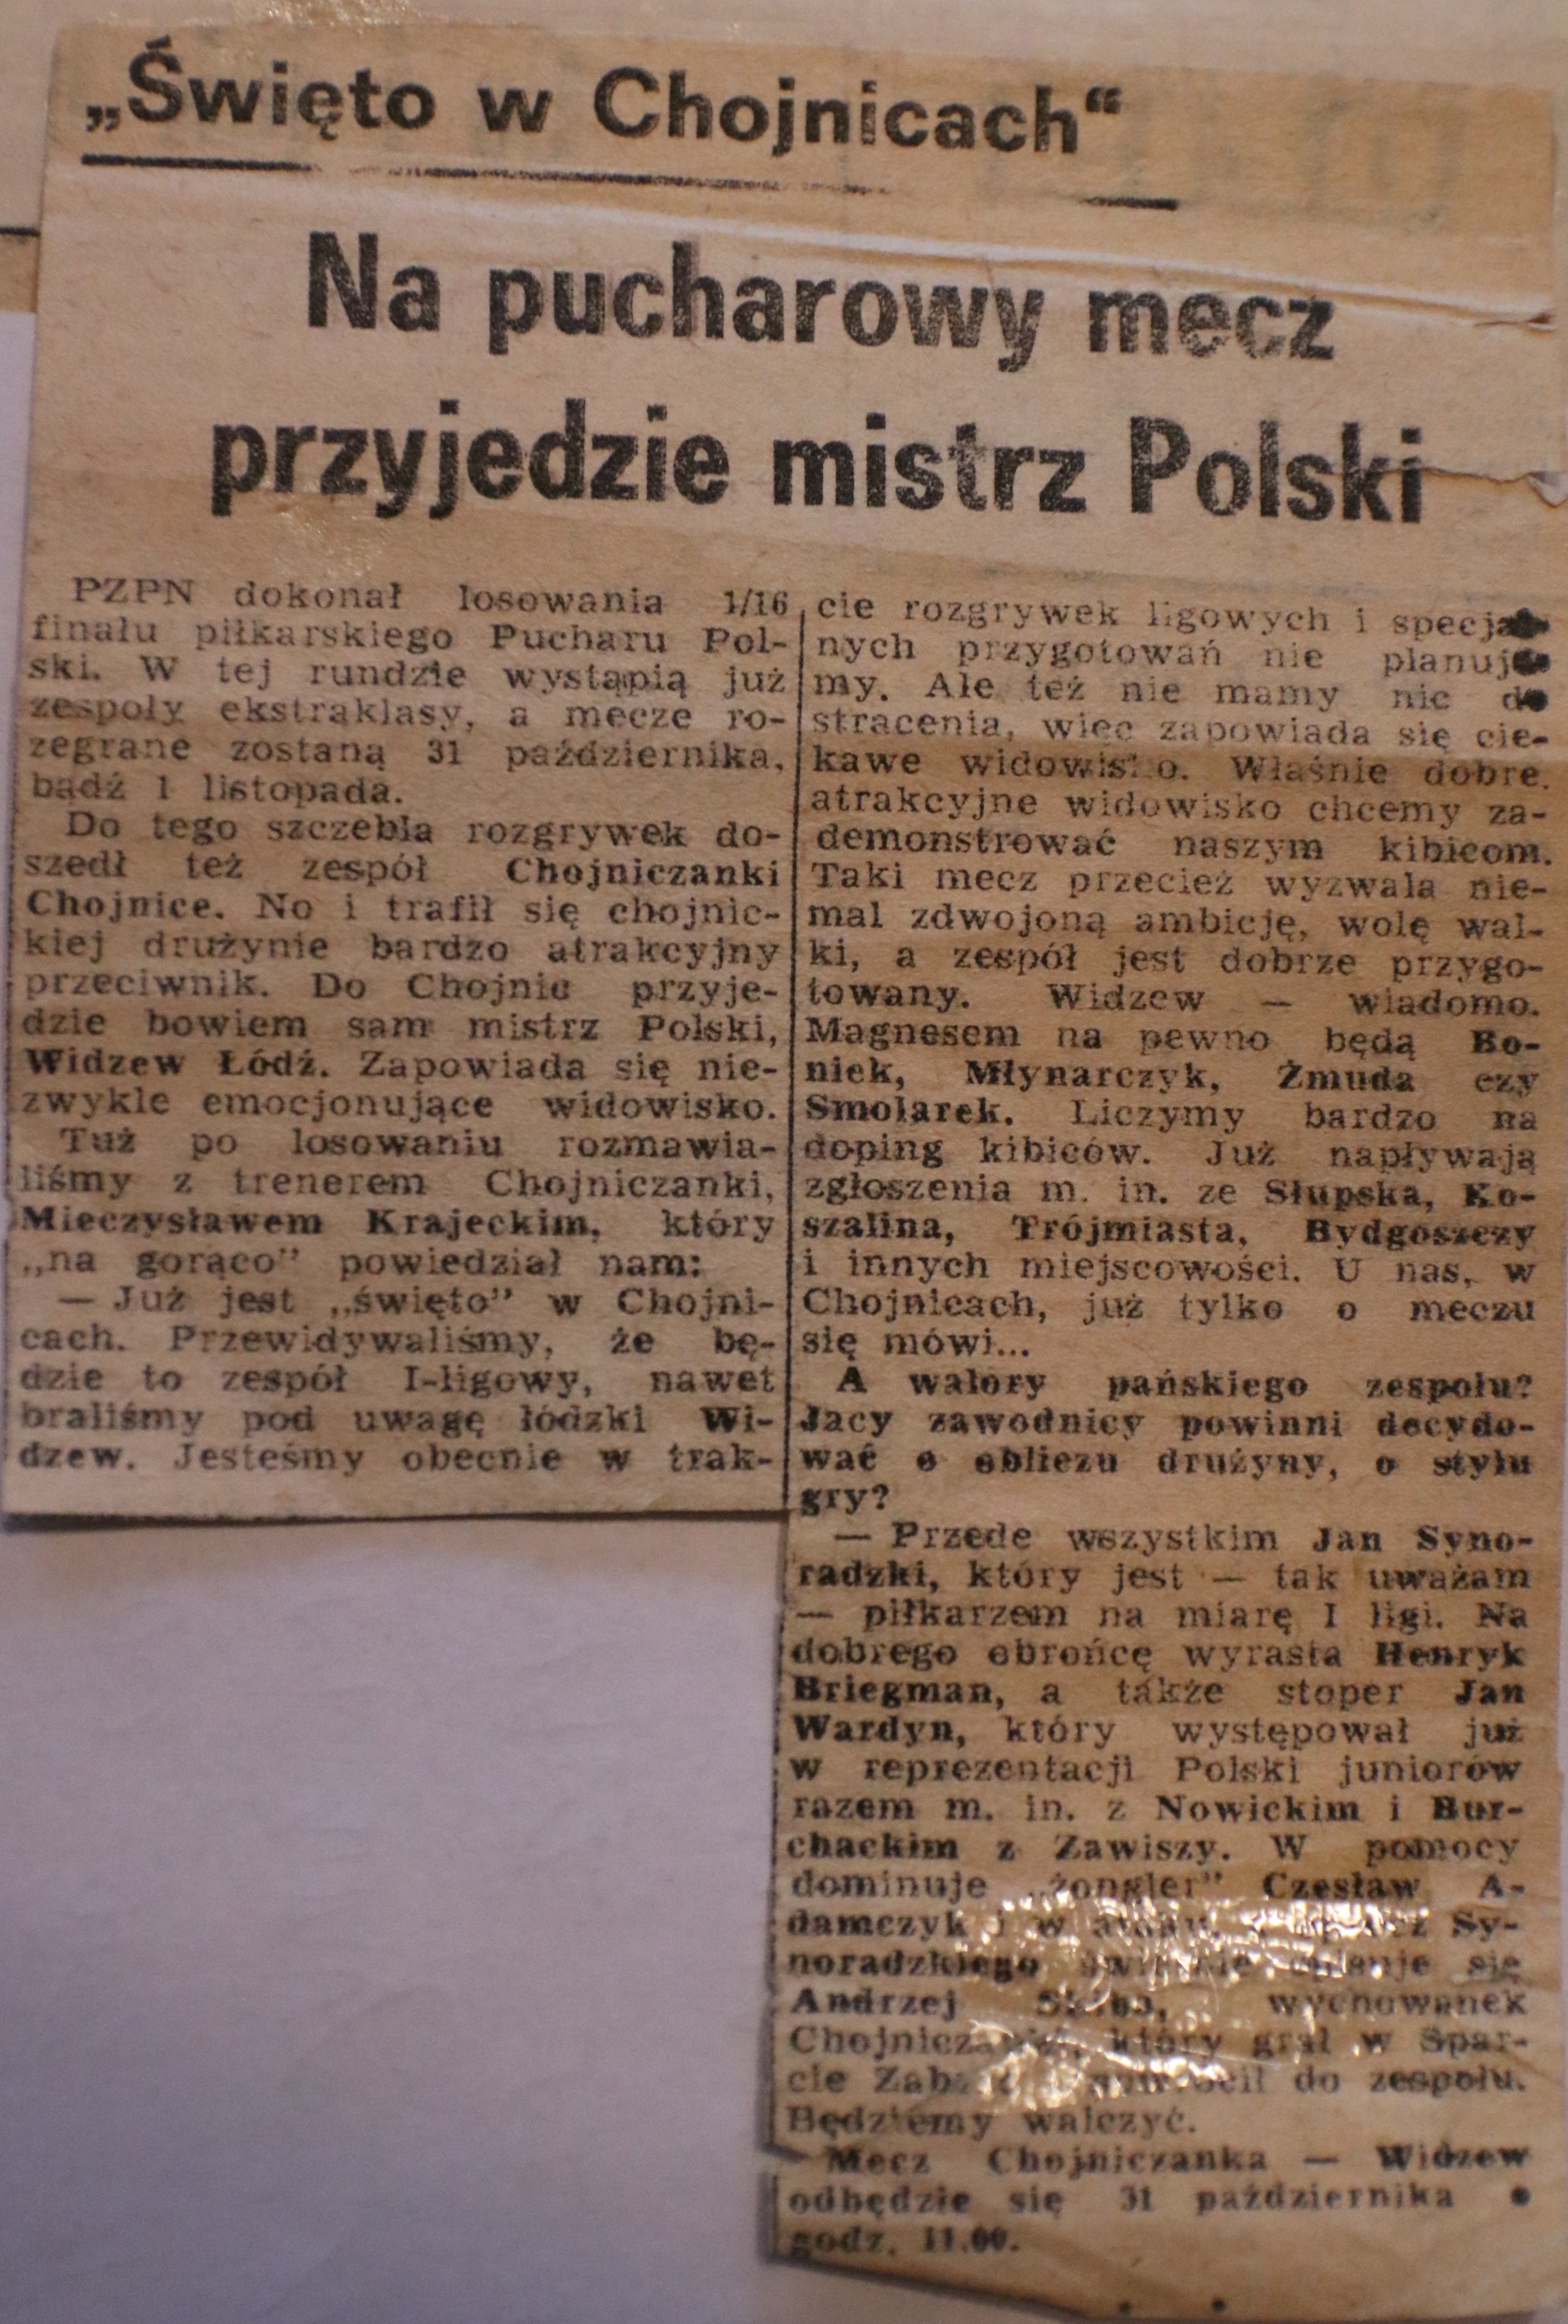 „Święto w Chojnicach“
Na pucharowy mecz
przyjedzie mistrz Polski
PZPN dokonał losowania 1/16
finału piłkarskiego Pucharu Pol-
ski. W tej rundzie wystąpią już
zespoły ekstraklasy, a mecze ro-
zegrane zostaną 31 października,
bądź 1 listopada.
Do tego szczebla rozgrywek do-
szedł też zespół Chojniczanki
Chojnice. No i trafił się chojnic-
kiej drużynie bardzo atrakcyjny
przeciwnik. Do Chojnic przyje-
dzie bowiem sam mistrz Polski,
Widzew Łódź. Zapowiada się nie-
zwykle emocjonujące widowisko.
Tuż po losowaniu rozmawia-
liśmy z trenerem Chojniczanki,
Mieczysławem Krajeckim, który
„na gorąco” powiedział nam:
— Już jest „święto” w Chojni-
cach. Przewidywaliśmy, że bę-
dzie to zespół I-ligowy, nawet
braliśmy pod uwagę łódzki Wi-
dzew. Jesteśmy obecnie w trak-
cie rozgrywek ligowych i specja
nych przygotowań nie planuj
my. Ale też nie mamy nic
stracenia, więc zapowiada się cie-
kawe widowisko. Właśnie dobre,
atrakcyjne widowisko chcemy za-
demonstrować naszym kibicom.
Taki mecz przecież wyzwala nie-
mal zdwojoną ambicję, wolę wal-
ki, a zespół jest dobrze przygo-
towany. Widzew — wiadomo.
Magnesem na pewno będą Bo-
niek, Młynarczyk, Żmuda czy
Smolarek. Liczymy bardzo na
doping kibiców. Już napływają
zgłoszenia m. in. ze Słupska, Ko-
szalina, Trójmiasta, Bydgoszczy
i innych miejscowości. U nas, w
Chojnicach, już tylko o meczu
się mówi...
A walory pańskiego zespołu?
Jacy zawodnicy powinni decydo-
wać o obliczu drużyny, o stylu
gry?
— Przede wszystkim Jan Syno-
radzki, który jest — tak uważam
— piłkarzem na miarę I ligi. Na
dobrego obrońcę wyrasta Henryk
Briegman, a także stoper Jan
Wardyn, który występował już
w reprezentacji Polski juniorów
razem m. in. z Nowickim i Bur-
chackim z Zawiszy. W pomocy
dominuje „żongler” Czesław A-
damczyk i w ataku, Sy-
noradzkiego się
Andrzej wychowanek
Chojniczanki, który grał w Spar-
cie do zespołu.
Będziemy walczyć.
Mecz Chojniczanka — Widzew
odbędzie się 31 października o
godz. 11.00.